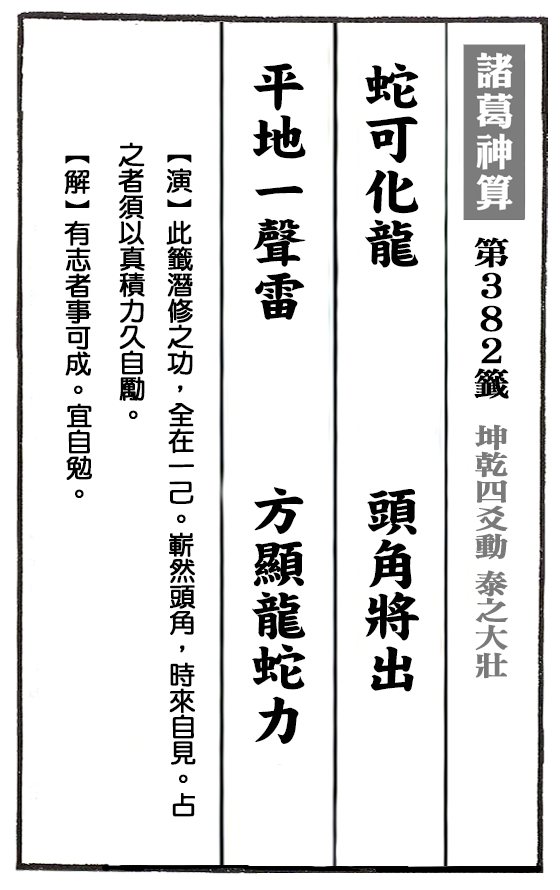 諸葛神算 第382籤 坤乾四爻動 泰之大壯
蛇可化龍 頭角將出
平地一聲雷 方顯龍蛇力
【演】此籤潛修之功，全在一己。嶄然頭角，時來自見。占
之者須以真積力久自勵。
【解】有志者事可成。宜自勉。